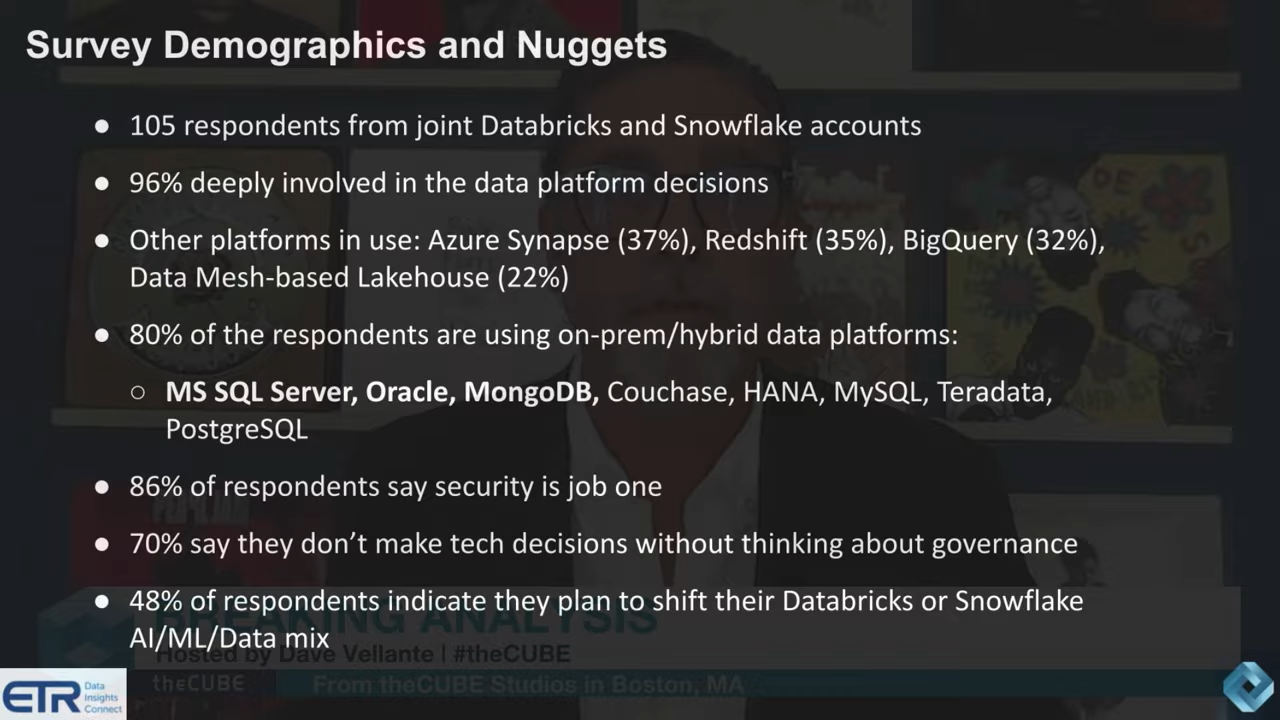 Survey Demographics and Nuggets
● 105 respondents from joint Databricks and Snowflake accounts
● 96% deeply involved in the data platform decisions
● Other platforms in use: Azure Synapse (37%), Redshift (35%), BigQuery (32%),
Data Mesh-based Lakehouse (22%)
● 80% of the respondents are using on-prem/hybrid data platforms:
○ MS SQL Server, Oracle, MongoDB, Couchase, HANA, MySQL, Teradata,
PostgreSQL
● 86% of respondents say security is job one
● 70% say they don’t make tech decisions without thinking about governance
● 48% of respondents indicate they plan to shift their Databricks or Snowflake
AI/ML/Data mix
BREAKING ANALYSIS
Hosted by Dave Vellante | #theCUBE
theCUBE From theCUBE Studios in Boston, MA
ETR Data
Insights
Connect